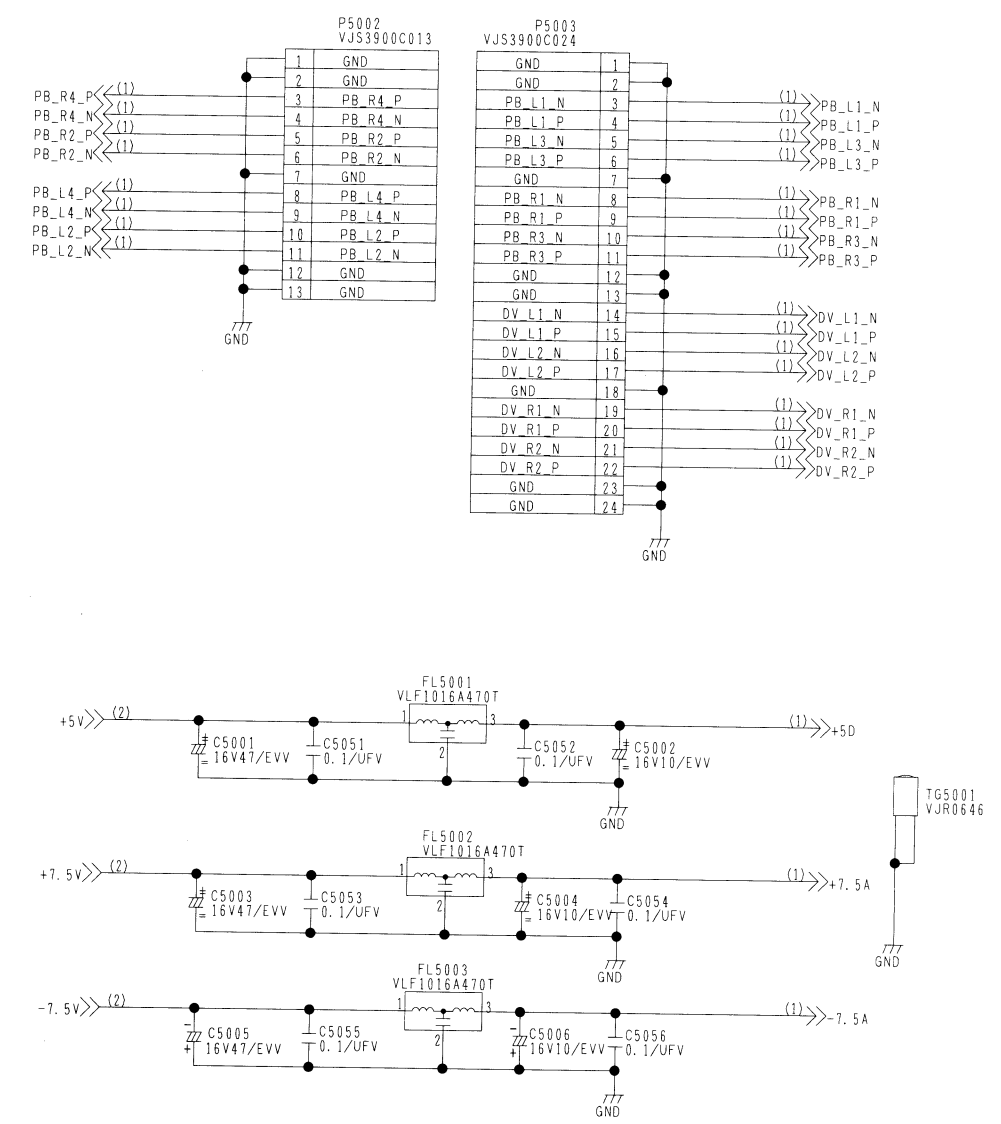 P5002
VJS3900C013
1 GND
2 GND
PB_R4_P (1) 3 PB_R4_P
PB_R4_N (1) 4 PB_R4_N
PB_R2_P (1) 5 PB_R2_P
PB_R2_N (1) 6 PB_R2_N
7 GND
PB_L4_P (1) 8 PB_L4_P
PB_L4_N (1) 9 PB_L4_N
PB_L2_P (1) 10 PB_L2_P
PB_L2_N (1) 11 PB_L2_N
12 GND
13 GND
GND
P5003
VJS3900C024
GND 1
GND 2
PB_L1_N 3 (1) PB_L1_N
PB_L1_P 4 (1) PB_L1_P
PB_L3_N 5 (1) PB_L3_N
PB_L3_P 6 (1) PB_L3_P
GND 7
PB_R1_N 8 (1) PB_R1_N
PB_R1_P 9 (1) PB_R1_P
PB_R3_N 10 (1) PB_R3_N
PB_R3_P 11 (1) PB_R3_P
GND 12
GND 13
DV_L1_N 14 (1) DV_L1_N
DV_L1_P 15 (1) DV_L1_P
DV_L2_N 16 (1) DV_L2_N
DV_L2_P 17 (1) DV_L2_P
GND 18
DV_R1_N 19 (1) DV_R1_N
DV_R1_P 20 (1) DV_R1_P
DV_R2_N 21 (1) DV_R2_N
DV_R2_P 22 (1) DV_R2_P
GND 23
GND 24
GND
FL5001
VLF1016A470T
+5V (2) 1 3 (1) +5D
2
C5001
16V47/EVV
C5051
0.1/UFV
C5052
0.1/UFV
C5002
16V10/EVV
GND
TG5001
VJR0646
GND
FL5002
VLF1016A470T
+7.5V (2) 1 3 (1) +7.5A
2
C5003
16V47/EVV
C5053
0.1/UFV
C5004
16V10/EVV
C5054
0.1/UFV
GND
FL5003
VLF1016A470T
-7.5V (2) 1 3 (1) -7.5A
2
C5005
16V47/EVV
C5055
0.1/UFV
C5006
16V10/EVV
C5056
0.1/UFV
GND